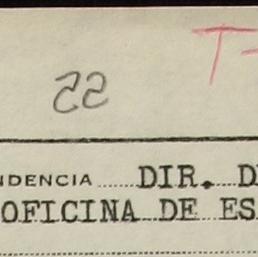 22
NDENCIA DIR. D
OFICINA DE ES